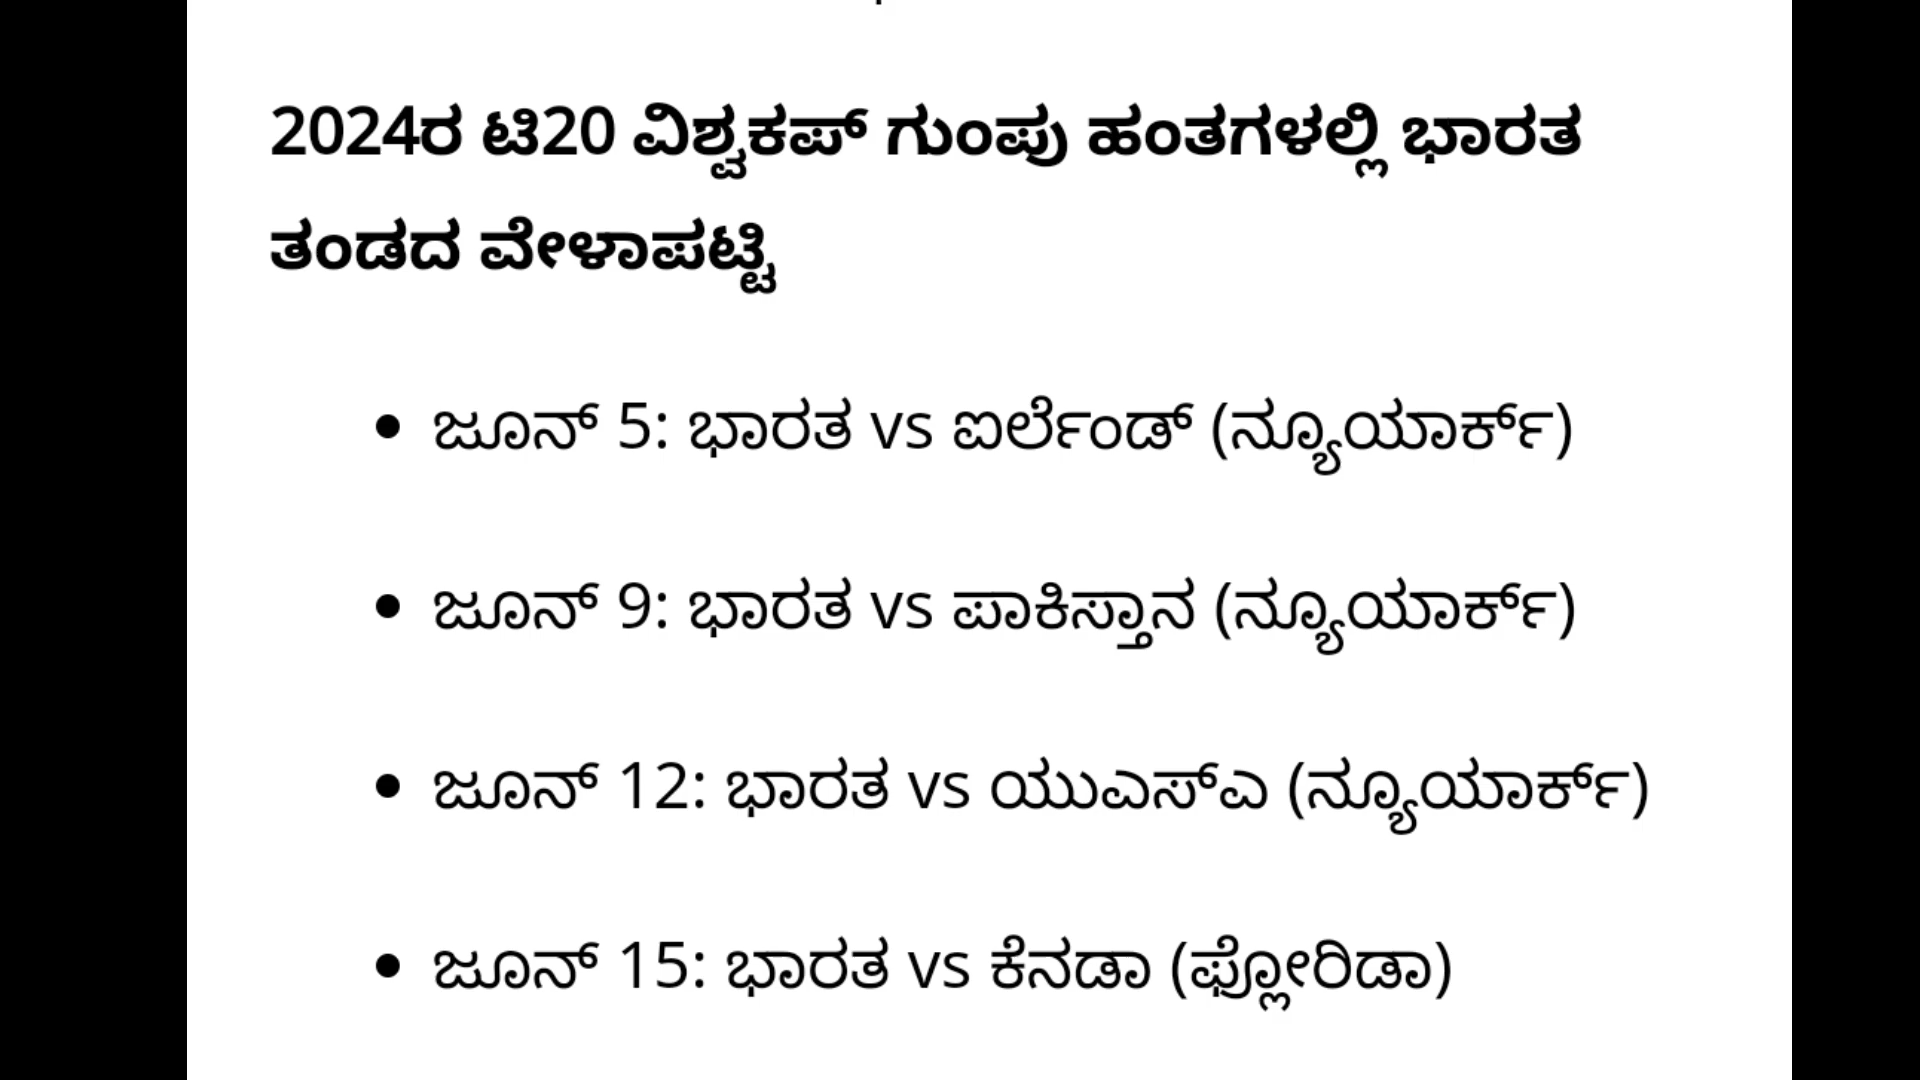 2024ರ ಟಿ20 ವಿಶ್ವಕಪ್ ಗುಂಪು ಹಂತಗಳಲ್ಲಿ ಭಾರತ
ತಂಡದ ವೇಳಾಪಟ್ಟಿ
• ಜೂನ್ 5: ಭಾರತ vs ಐರ್ಲೆಂಡ್ (ನ್ಯೂಯಾರ್ಕ್)
• ಜೂನ್ 9: ಭಾರತ vs ಪಾಕಿಸ್ತಾನ (ನ್ಯೂಯಾರ್ಕ್)
• ಜೂನ್ 12: ಭಾರತ vs ಯುಎಸ್ಎ (ನ್ಯೂಯಾರ್ಕ್)
• ಜೂನ್ 15: ಭಾರತ vs ಕೆನಡಾ (ಫ್ಲೋರಿಡಾ)